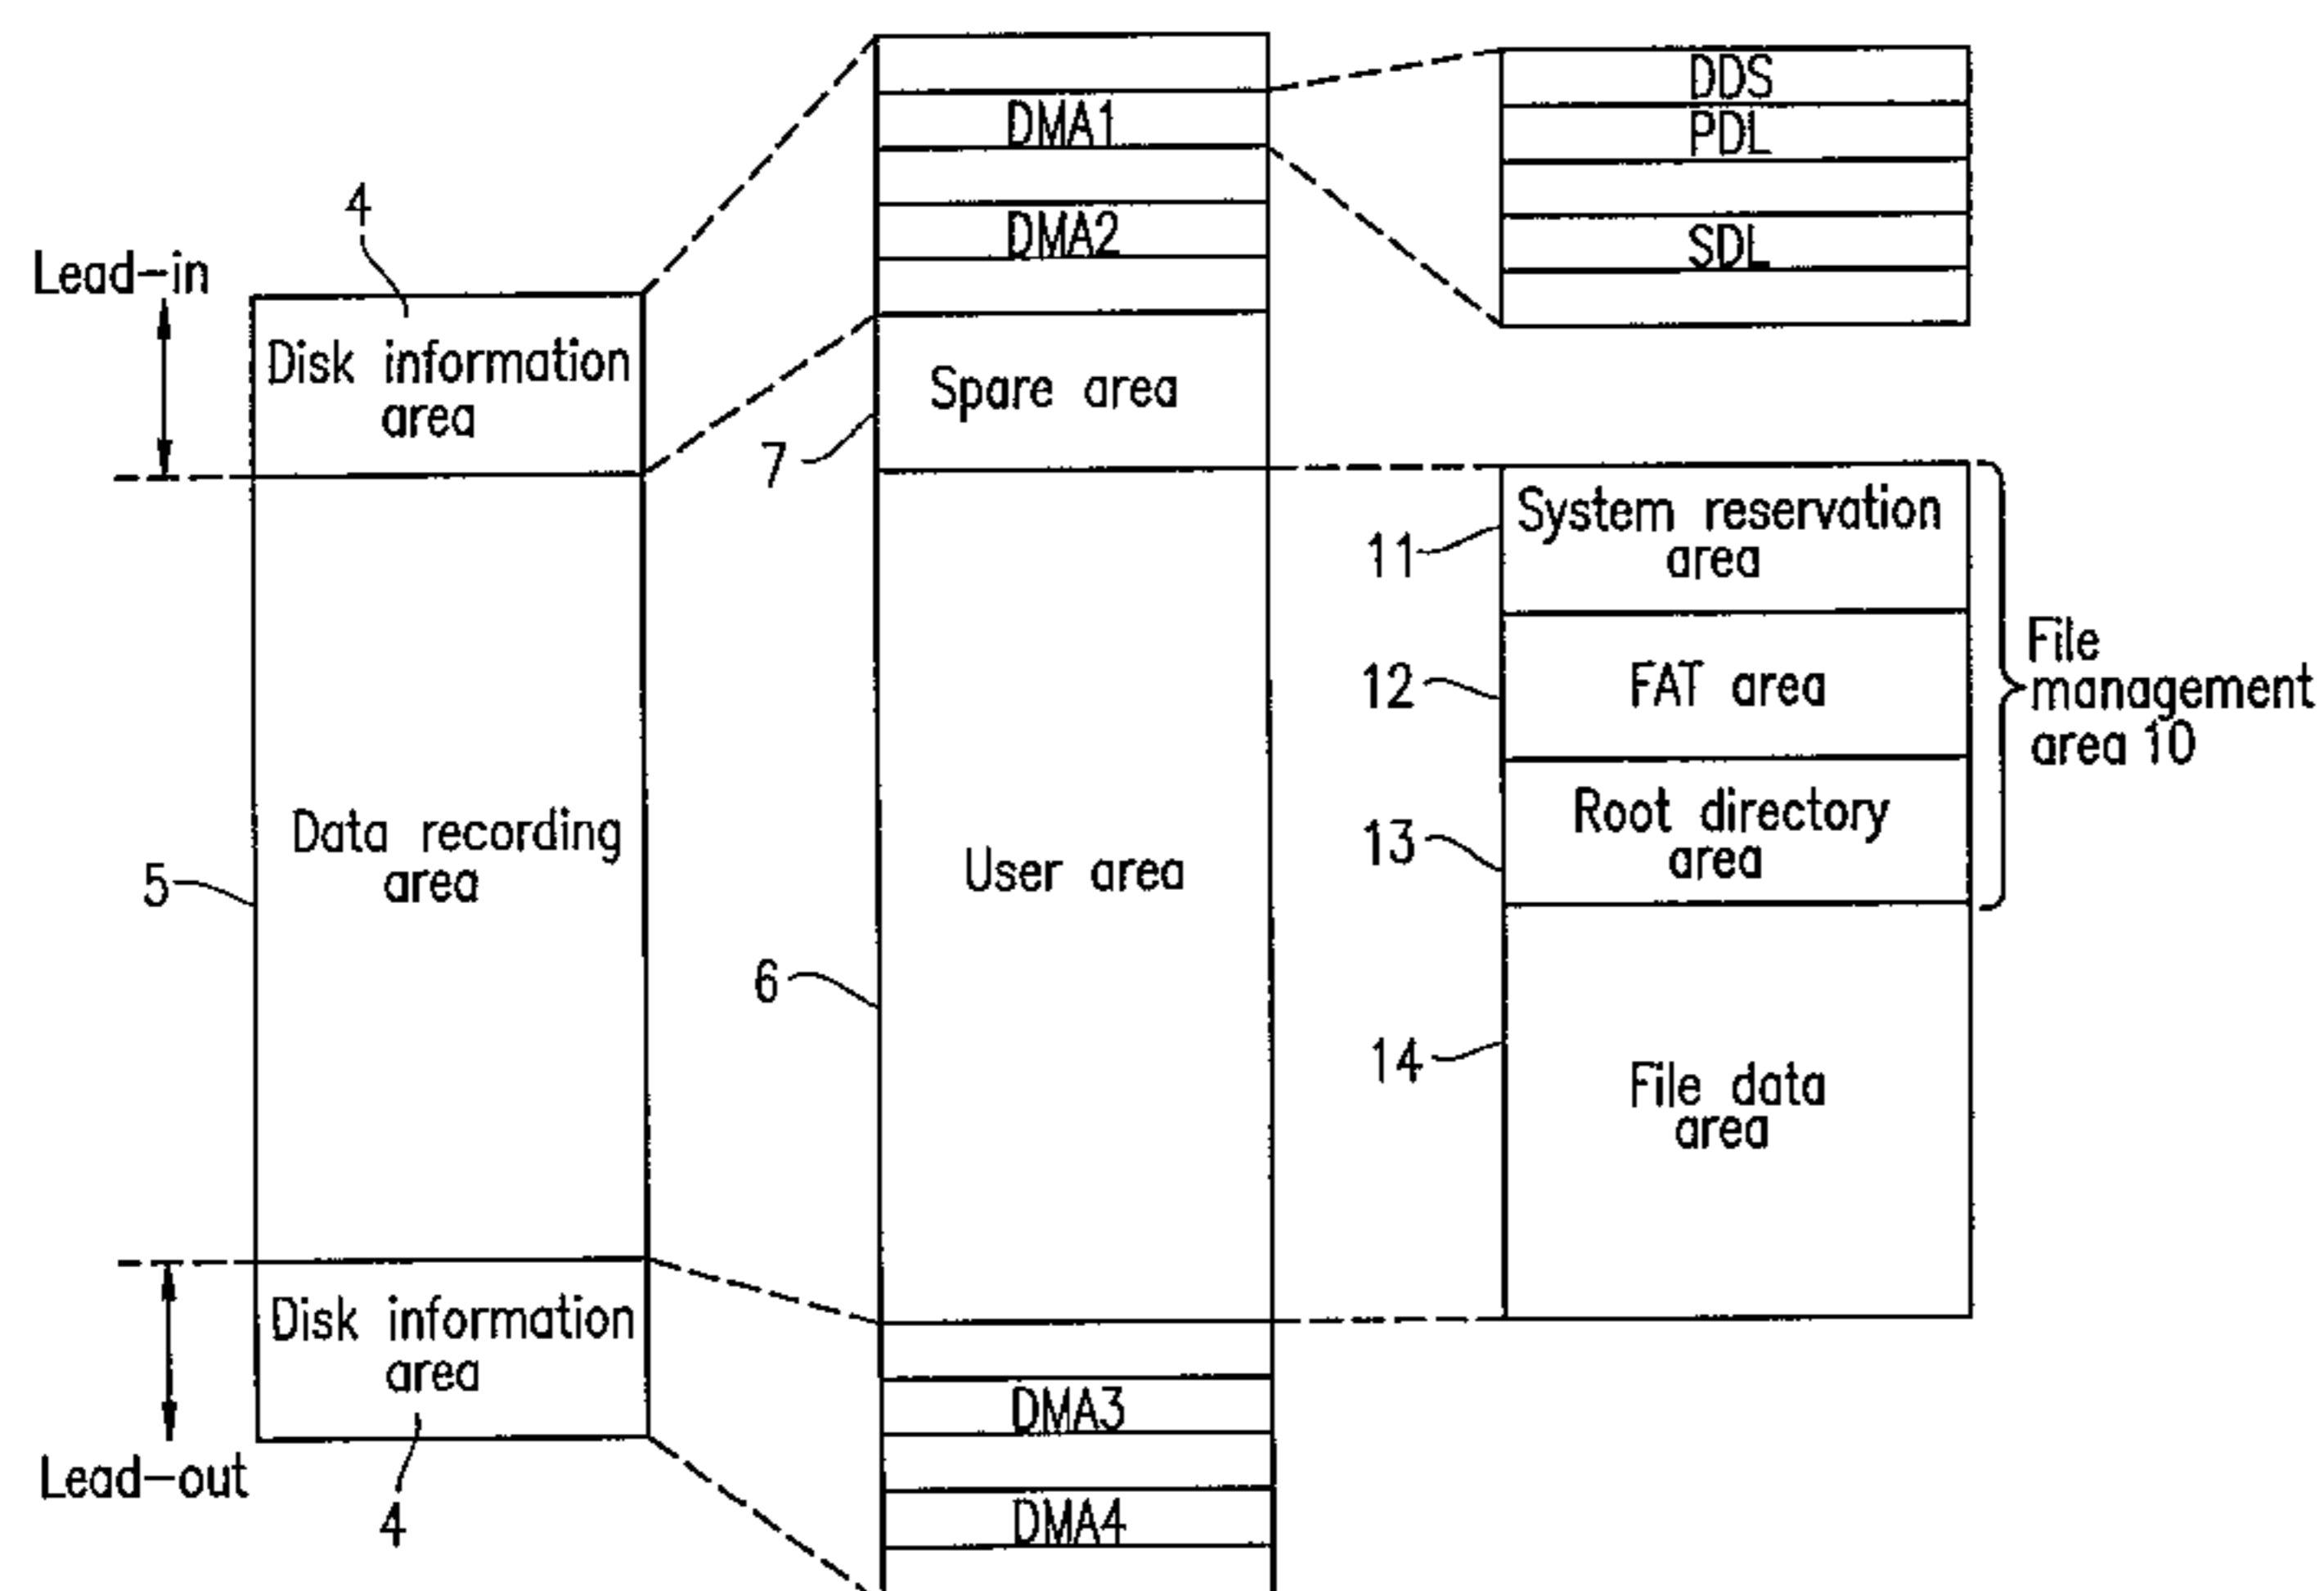 Lead-in
4
Disk information
area
5
Data recording
area
Disk information
area
4
Lead-out
DMA1
DMA2
7
Spare area
6
User area
DMA3
DMA4
DDS
PDL
SDL
11
System reservation
area
12
FAT area
13
Root directory
area
14
File data
area
File
management
area 10